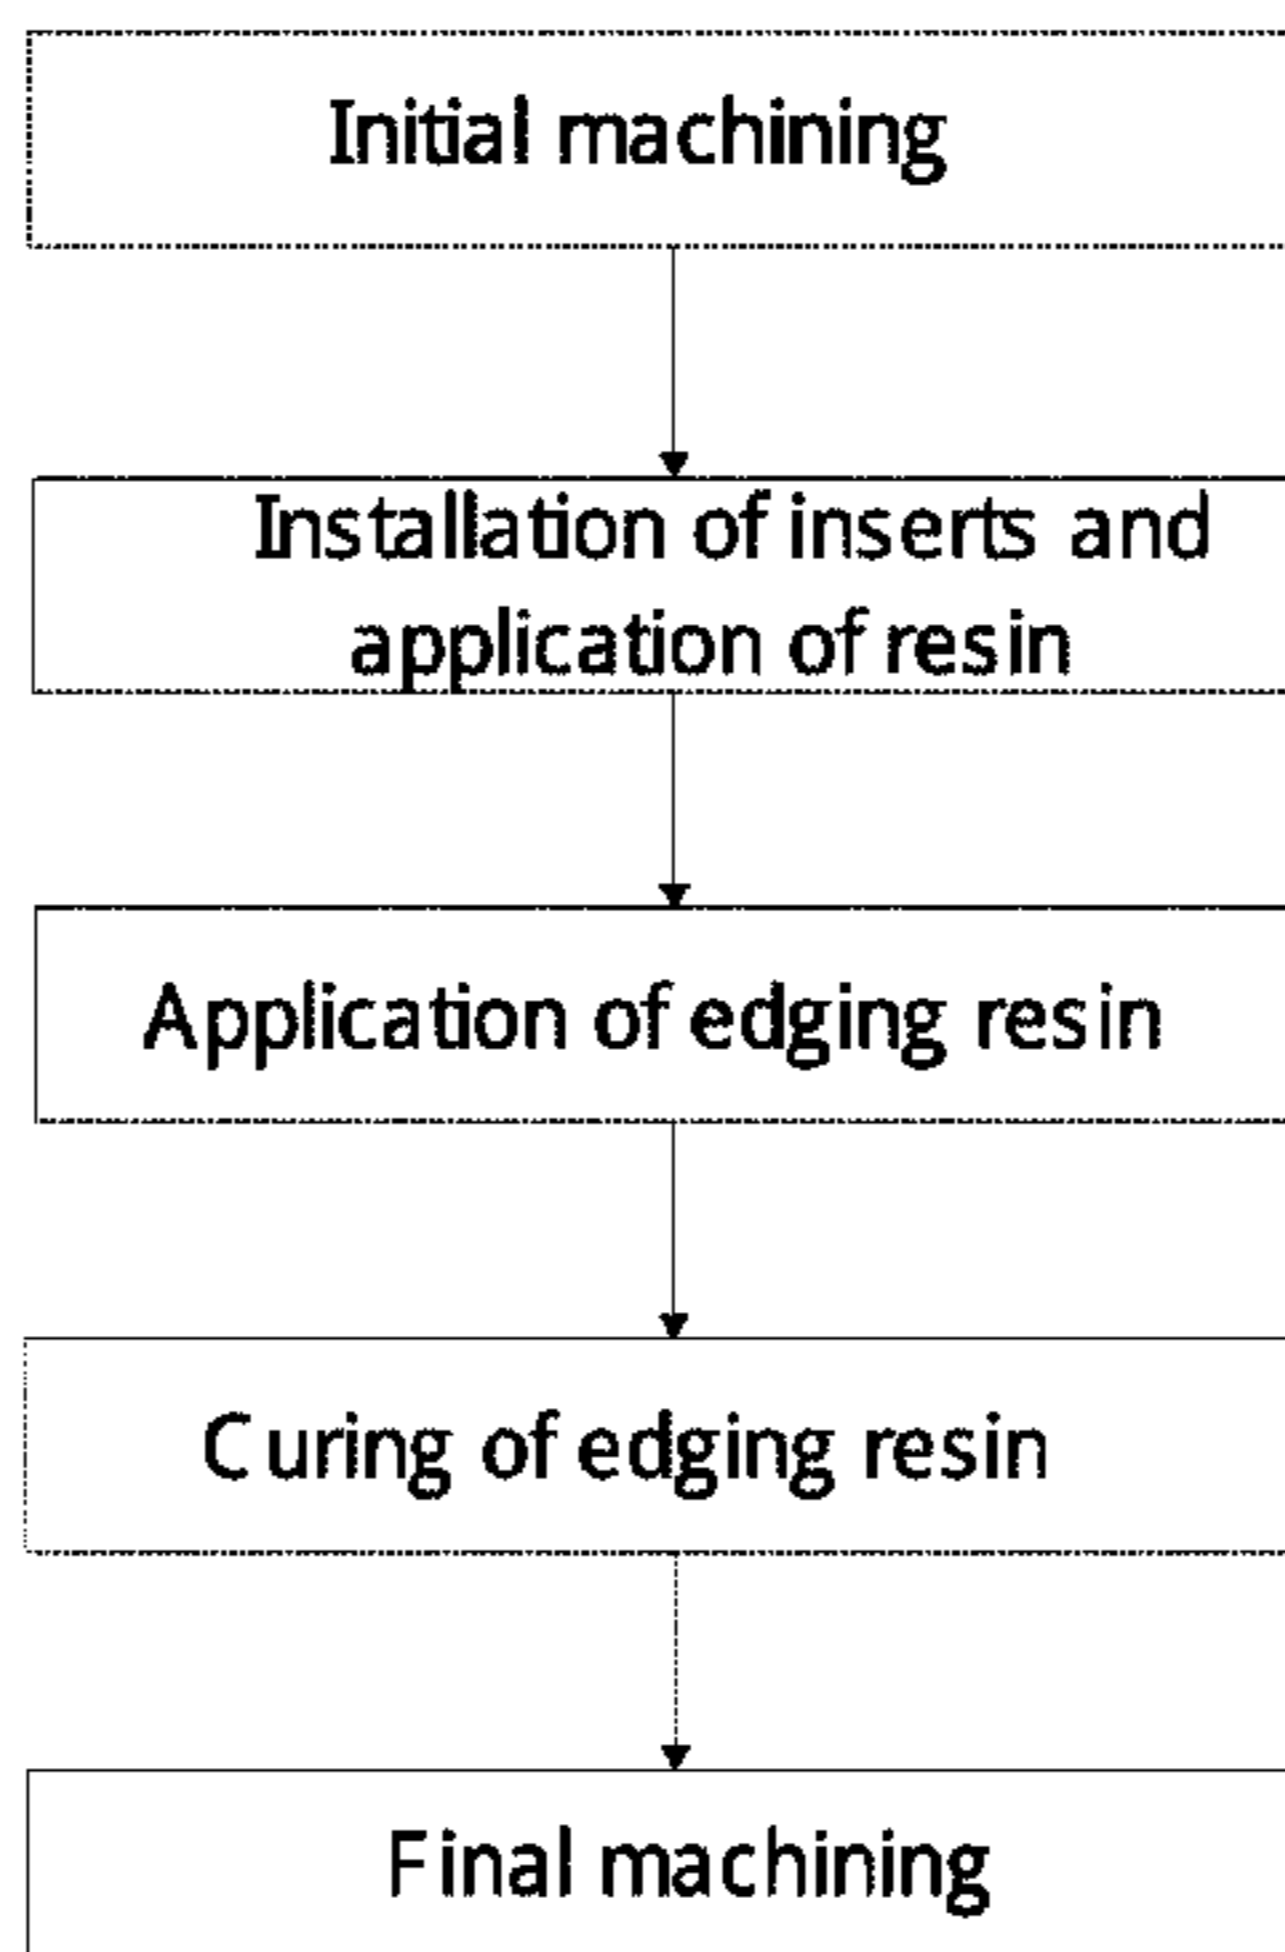 Initial machining
Installation of inserts and
application of resin
Application of edging resin
Curing of edging resin
Final machining